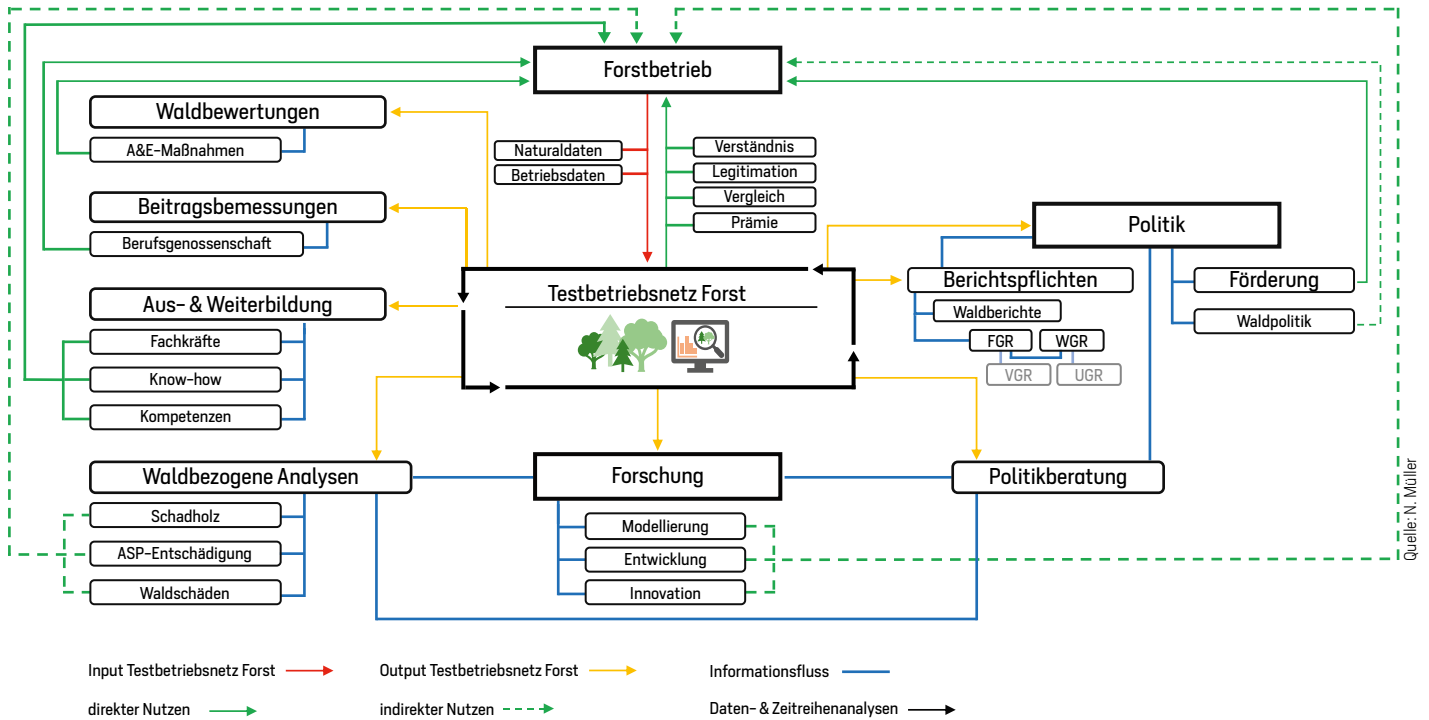 Forstbetrieb
Waldbewertungen
A&E-Maßnahmen
Naturaldaten
Betriebsdaten
Verständnis
Legitimation
Vergleich
Prämie
Beitragsbemessungen
Berufsgenossenschaft
Politik
Berichtspflichten
Waldberichte
FGR
WGR
VGR
UGR
Förderung
Waldpolitik
Testbetriebsnetz Forst
Aus- & Weiterbildung
Fachkräfte
Know-how
Kompetenzen
Waldbezogene Analysen
Schadholz
ASP-Entschädigung
Waldschäden
Forschung
Modellierung
Entwicklung
Innovation
Politikberatung
Quelle: N. Müller
Input Testbetriebsnetz Forst
Output Testbetriebsnetz Forst
Informationsfluss
direkter Nutzen
indirekter Nutzen
Daten- & Zeitreihenanalysen